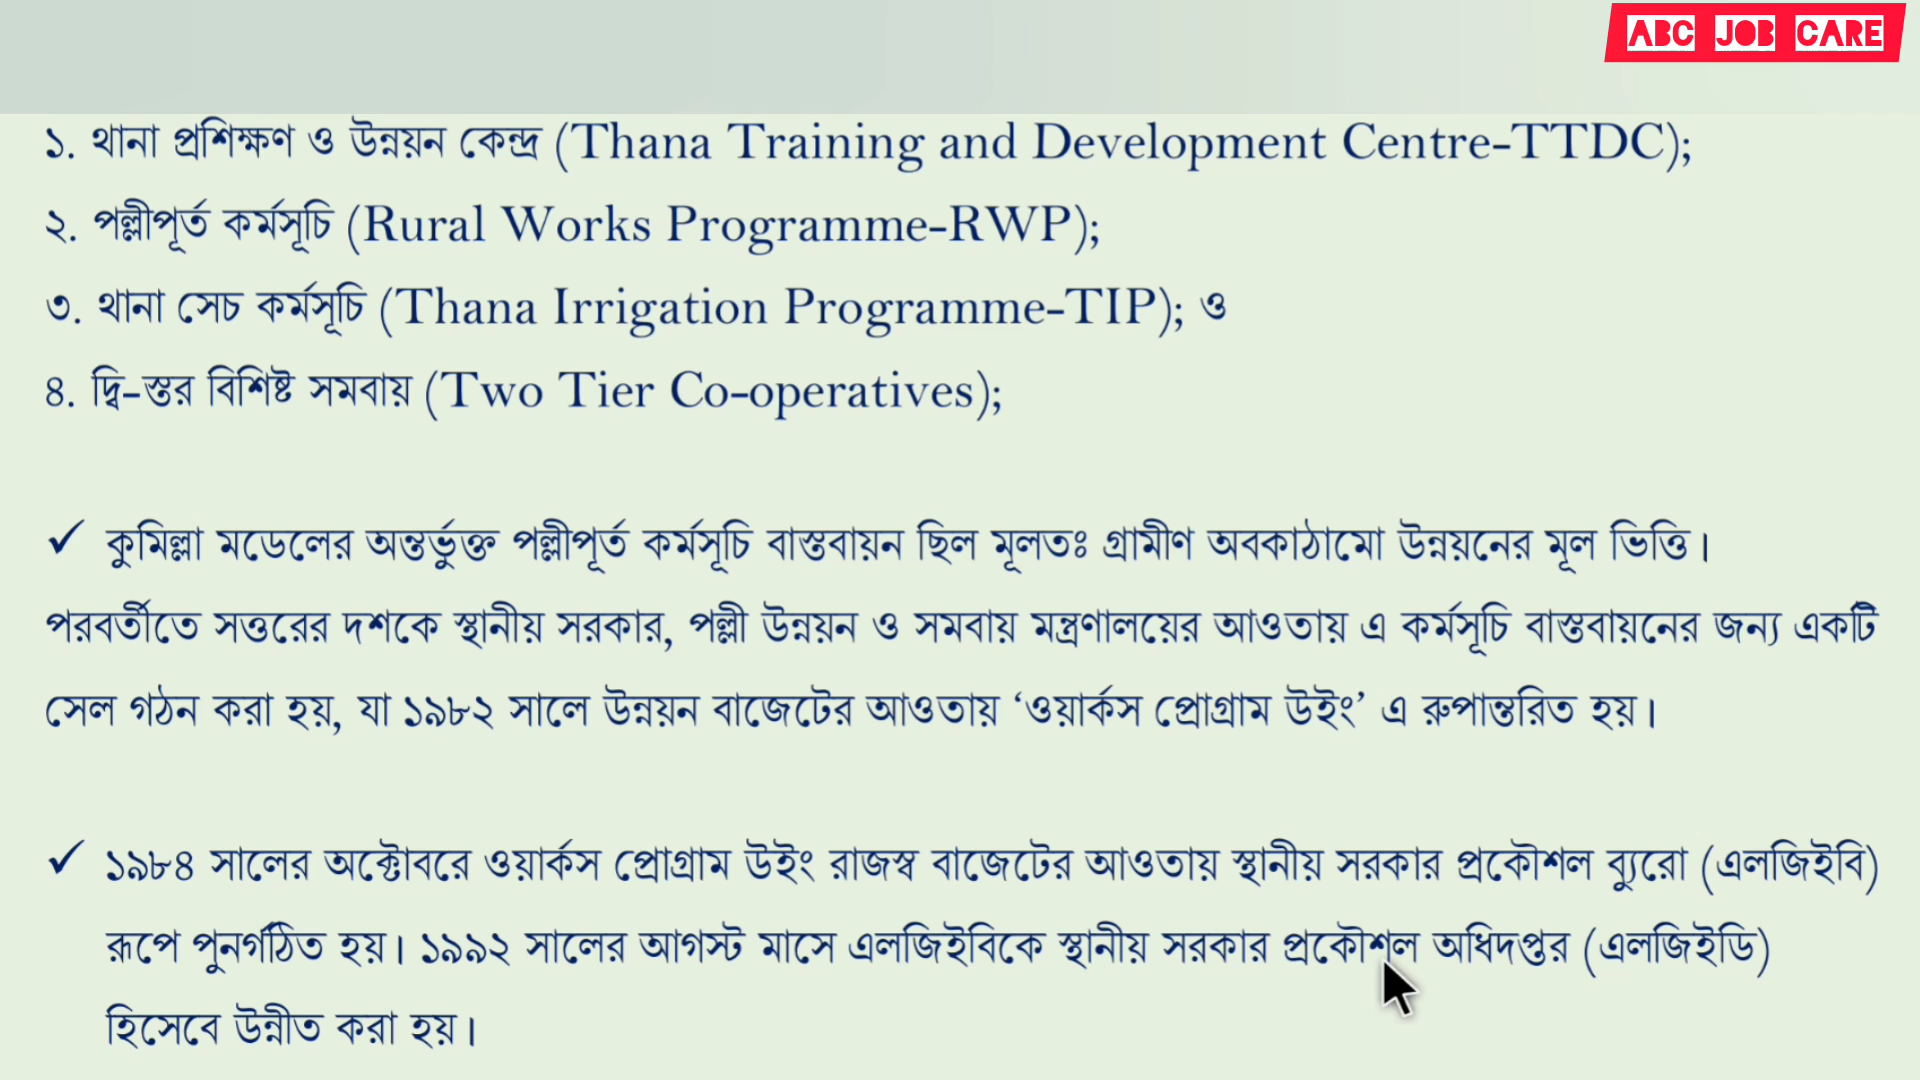 ABC JOB CARE
১. থানা প্রশিক্ষণ ও উন্নয়ন কেন্দ্র (Thana Training and Development Centre-TTDC);
২. পল্লীপূর্ত কর্মসূচি (Rural Works Programme-RWP);
৩. থানা সেচ কর্মসূচি (Thana Irrigation Programme-TIP); ও
৪. দ্বি-স্তর বিশিষ্ট সমবায় (Two Tier Co-operatives);
✓ কুমিল্লা মডেলের অন্তর্ভুক্ত পল্লীপূর্ত কর্মসূচি বাস্তবায়ন ছিল মূলতঃ গ্রামীণ অবকাঠামো উন্নয়নের মূল ভিত্তি।
পরবর্তীতে সত্তরের দশকে স্থানীয় সরকার, পল্লী উন্নয়ন ও সমবায় মন্ত্রণালয়ের আওতায় এ কর্মসূচি বাস্তবায়নের জন্য একটি
সেল গঠন করা হয়, যা ১৯৮২ সালে উন্নয়ন বাজেটের আওতায় ‘ওয়ার্কস প্রোগ্রাম উইং’ এ রুপান্তরিত হয়।
✓ ১৯৮৪ সালের অক্টোবরে ওয়ার্কস প্রোগ্রাম উইং রাজস্ব বাজেটের আওতায় স্থানীয় সরকার প্রকৌশল ব্যুরো (এলজিইবি)
রূপে পুনর্গঠিত হয়। ১৯৯২ সালের আগস্ট মাসে এলজিইবিকে স্থানীয় সরকার প্রকৌশল অধিদপ্তর (এলজিইডি)
হিসেবে উন্নীত করা হয়।